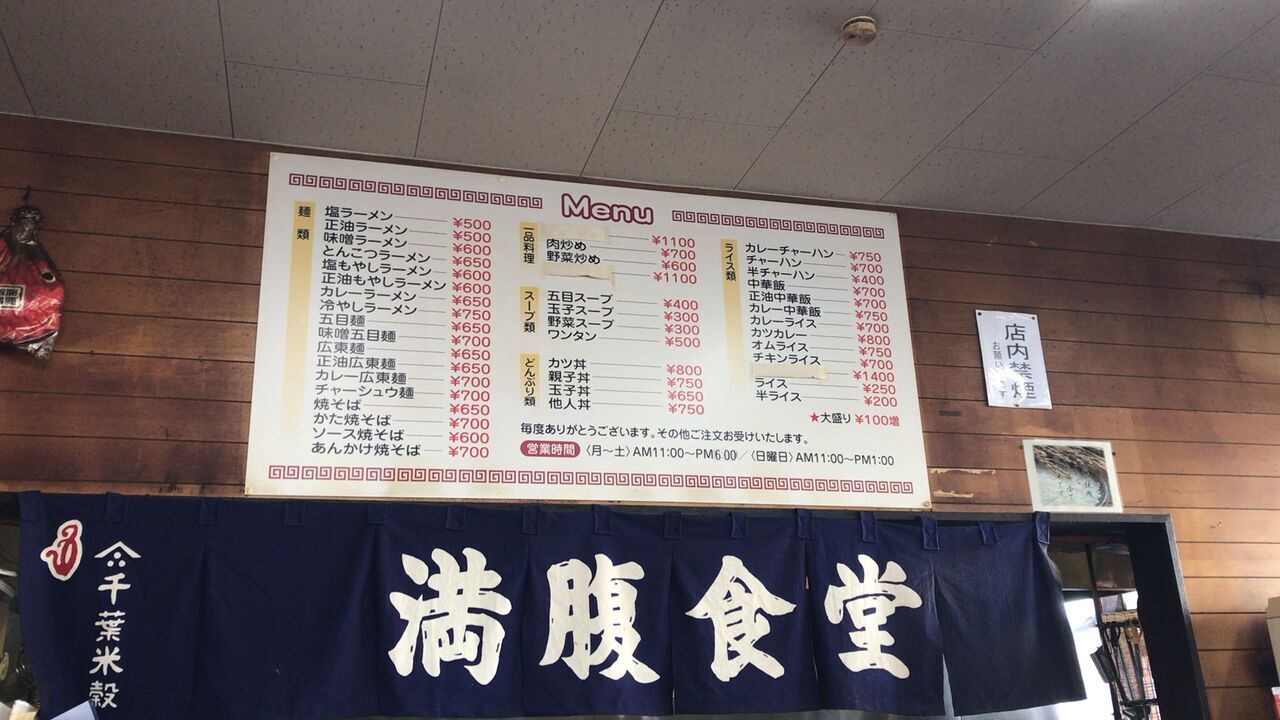 Menu
麺類
塩ラーメン ¥500
正油ラーメン ¥500
味噌ラーメン ¥600
とんこつラーメン ¥650
塩もやしラーメン ¥600
正油もやしラーメン ¥600
カレーラーメン ¥650
冷やしラーメン ¥750
五目麺 ¥650
味噌五目麺 ¥700
広東麺 ¥650
正油広東麺 ¥650
カレー広東麺 ¥700
チャーシュウ麺 ¥700
焼そば ¥650
かた焼そば ¥700
ソース焼そば ¥600
あんかけ焼そば ¥700
一品料理
¥1100
肉炒め ¥700
野菜炒め ¥600
¥1100
スープ類
五目スープ ¥400
玉子スープ ¥300
野菜スープ ¥300
ワンタン ¥500
どんぶり類
カツ丼 ¥800
親子丼 ¥750
玉子丼 ¥650
他人丼 ¥750
ライス類
カレーチャーハン ¥750
チャーハン ¥700
半チャーハン ¥400
中華飯 ¥700
正油中華飯 ¥700
カレー中華飯 ¥750
カレーライス ¥700
カツカレー ¥800
オムライス ¥750
チキンライス ¥700
¥1400
ライス ¥250
半ライス ¥200
★大盛り ¥100増
毎度ありがとうございます。その他ご注文お受けいたします。
営業時間 〈月〜土〉AM11:00〜PM6:00／〈日曜日〉AM11:00〜PM1:00
店内禁煙
千葉米穀
満腹食堂